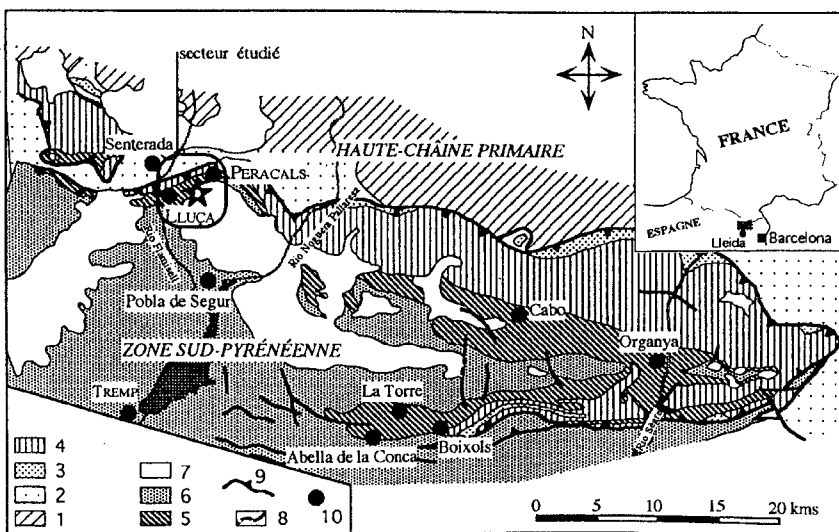 N
secteur étudié
FRANCE
ESPAGNE
Lleida
Barcelona
Senterada
HAUTE-CHAÎNE PRIMAIRE
PERACALS
LLUÇA
Rio Flamisel
Rio Noguera Pallaresa
Pobla de Segur
Cabo
ZONE SUD-PYRÉNÉENNE
Organya
La Torre
TREMP
Boixols
Abella de la Conca
4
3
2
1
7
6
5
9
8
10
0 5 10 15 20 kms